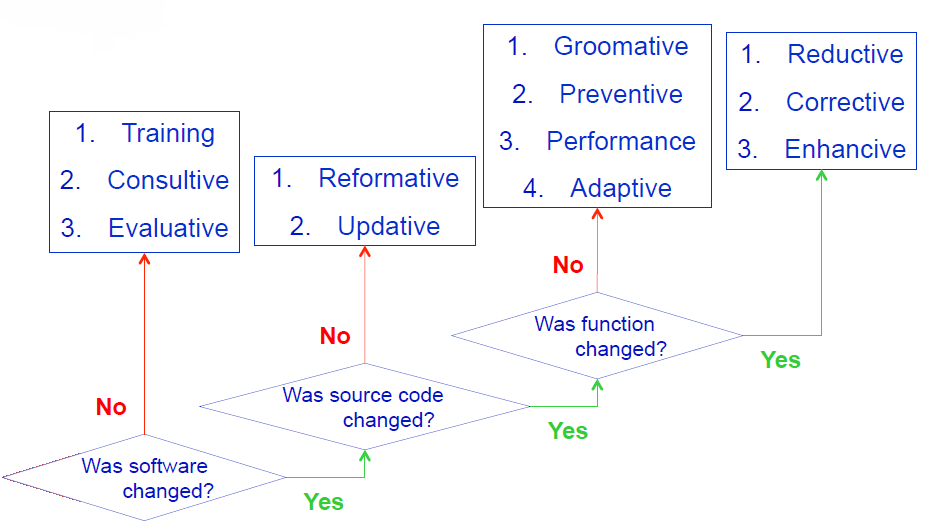 1. Training
2. Consultive
3. Evaluative
1. Reformative
2. Updative
1. Groomative
2. Preventive
3. Performance
4. Adaptive
1. Reductive
2. Corrective
3. Enhancive
No
No
No
Was software
changed?
Yes
Was source code
changed?
Yes
Was function
changed?
Yes